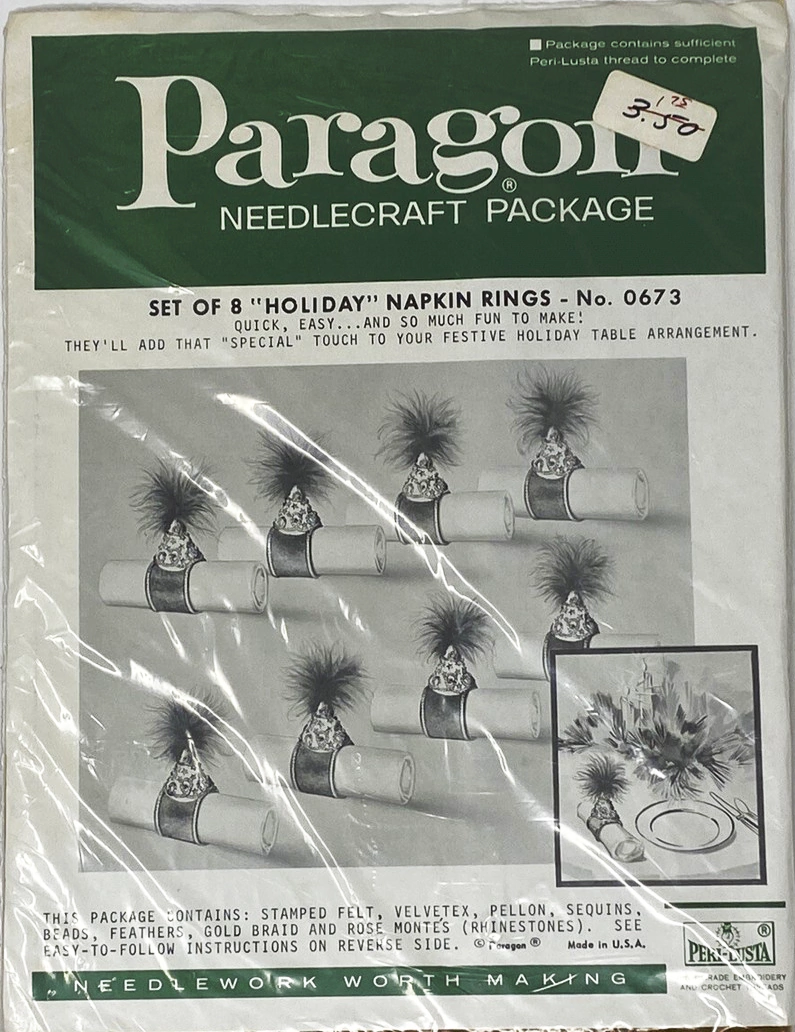 Package contains sufficient
Peri-Lusta thread to complete
1 75
3.50
Paragon
®
NEEDLECRAFT PACKAGE
SET OF 8 "HOLIDAY" NAPKIN RINGS - No. 0673
QUICK, EASY...AND SO MUCH FUN TO MAKE!
THEY'LL ADD THAT "SPECIAL" TOUCH TO YOUR FESTIVE HOLIDAY TABLE ARRANGEMENT.
THIS PACKAGE CONTAINS: STAMPED FELT, VELVETEX, PELLON, SEQUINS,
BEADS, FEATHERS, GOLD BRAID AND ROSE MONTÉS (RHINESTONES). SEE
EASY-TO-FOLLOW INSTRUCTIONS ON REVERSE SIDE. © Paragon ® Made in U.S.A.
®
PERI-LUSTA
EMBROIDERY
AND CROCHET THREADS
NEEDLEWORK WORTH MAKING